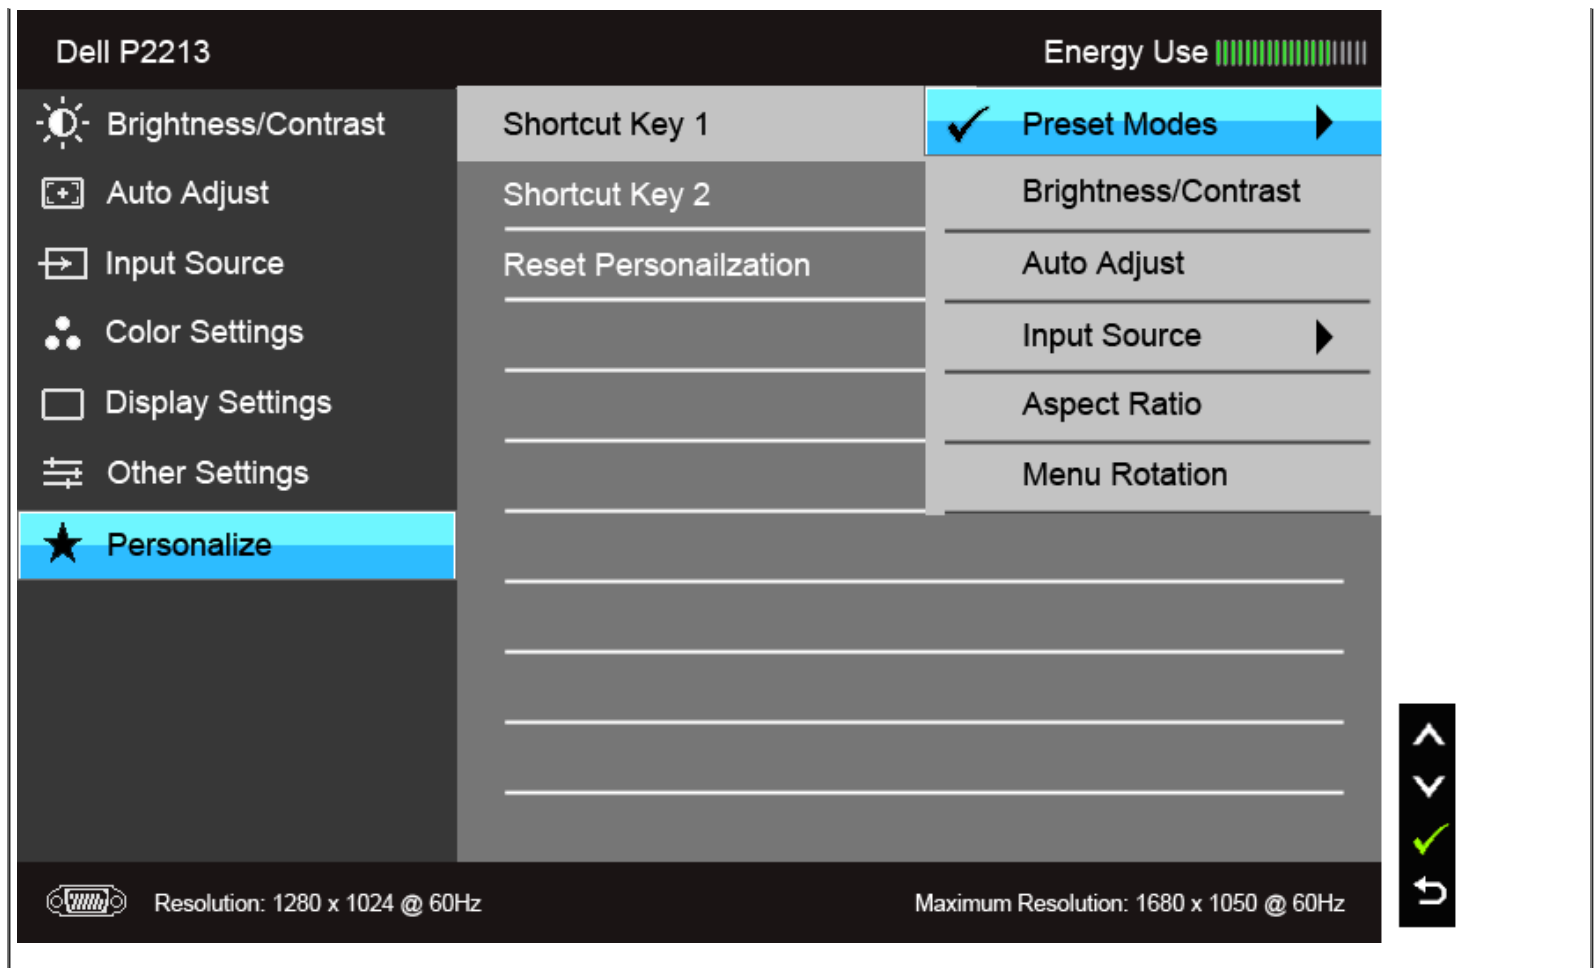 Dell P2213
Energy Use
Brightness/Contrast
Auto Adjust
Input Source
Color Settings
Display Settings
Other Settings
Personalize
Shortcut Key 1
Shortcut Key 2
Reset Personailzation
Preset Modes
Brightness/Contrast
Auto Adjust
Input Source
Aspect Ratio
Menu Rotation
Resolution: 1280 x 1024 @ 60Hz
Maximum Resolution: 1680 x 1050 @ 60Hz